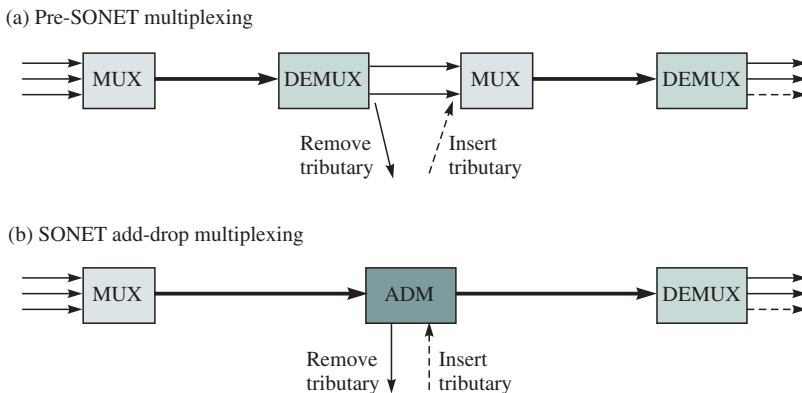 (a) Pre-SONET multiplexing
MUX
DEMUX
MUX
DEMUX
Remove
tributary
Insert
tributary
(b) SONET add-drop multiplexing
MUX
ADM
DEMUX
Remove
tributary
Insert
tributary